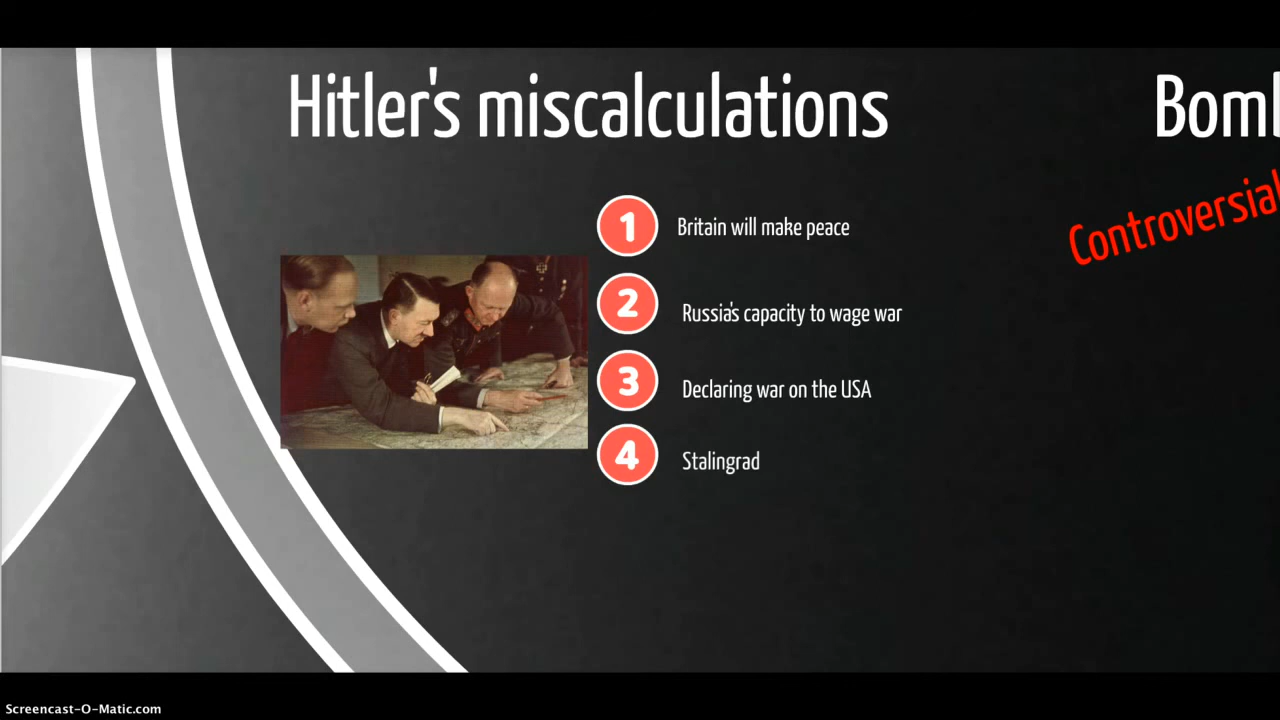 Hitler's miscalculations
1 Britain will make peace
2 Russia's capacity to wage war
3 Declaring war on the USA
4 Stalingrad
Controversial
Screencast-O-Matic.com